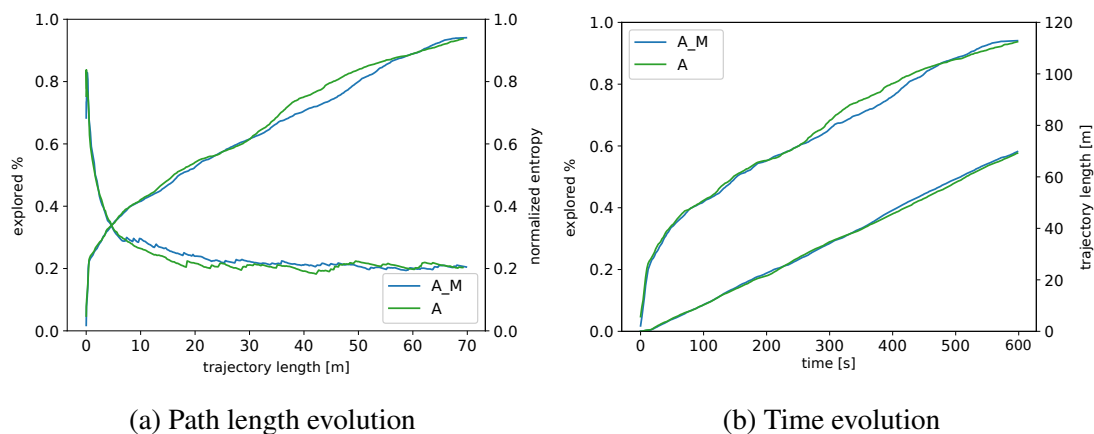 1.0
0.8
0.6
0.4
0.2
0.0
explored %
0 10 20 30 40 50 60 70
trajectory length [m]
1.0
0.8
0.6
0.4
0.2
0.0
normalized entropy
A_M
A
(a) Path length evolution
1.0
0.8
0.6
0.4
0.2
0.0
explored %
A_M
A
0 100 200 300 400 500 600
time [s]
120
100
80
60
40
20
0
trajectory length [m]
(b) Time evolution